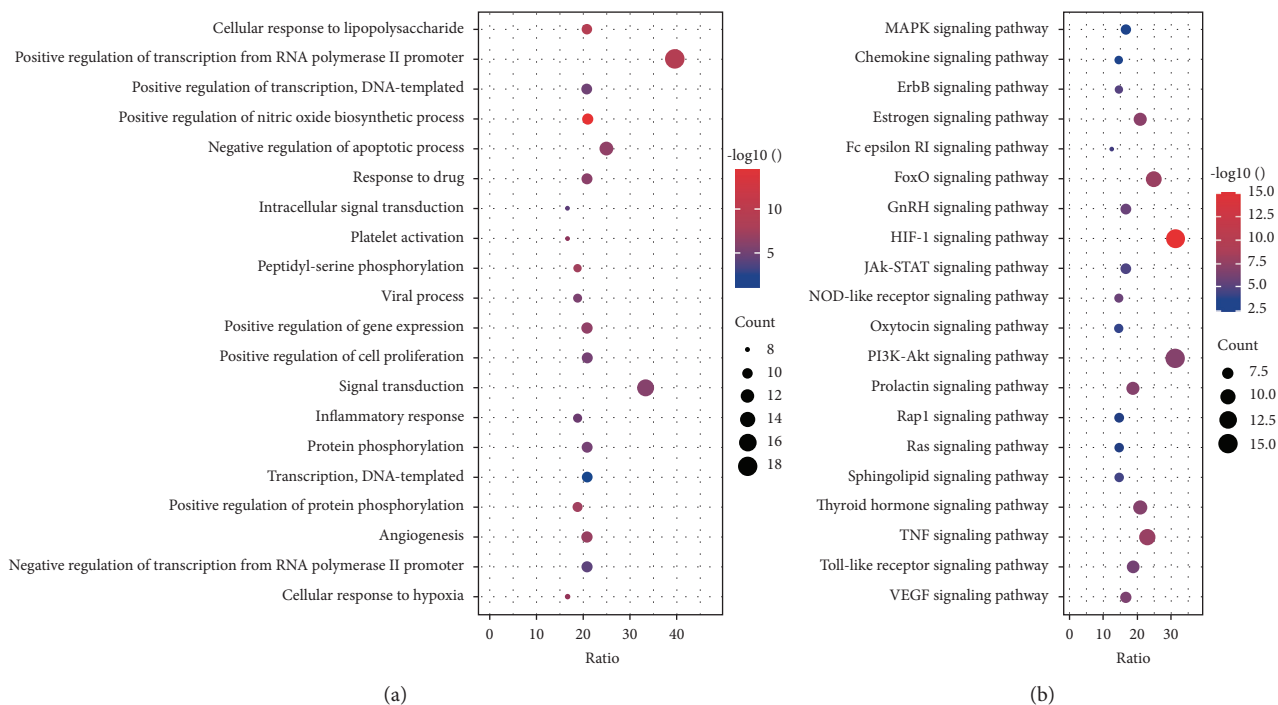 Cellular response to lipopolysaccharide
Positive regulation of transcription from RNA polymerase II promoter
Positive regulation of transcription, DNA-templated
Positive regulation of nitric oxide biosynthetic process
Negative regulation of apoptotic process
Response to drug
Intracellular signal transduction
Platelet activation
Peptidyl-serine phosphorylation
Viral process
Positive regulation of gene expression
Positive regulation of cell proliferation
Signal transduction
Inflammatory response
Protein phosphorylation
Transcription, DNA-templated
Positive regulation of protein phosphorylation
Angiogenesis
Negative regulation of transcription from RNA polymerase II promoter
Cellular response to hypoxia
0 10 20 30 40
Ratio
-log10 ()
10
5
Count
8
10
12
14
16
18
(a)
MAPK signaling pathway
Chemokine signaling pathway
ErbB signaling pathway
Estrogen signaling pathway
Fc epsilon RI signaling pathway
FoxO signaling pathway
GnRH signaling pathway
HIF-1 signaling pathway
JAk-STAT signaling pathway
NOD-like receptor signaling pathway
Oxytocin signaling pathway
PI3K-Akt signaling pathway
Prolactin signaling pathway
Rap1 signaling pathway
Ras signaling pathway
Sphingolipid signaling pathway
Thyroid hormone signaling pathway
TNF signaling pathway
Toll-like receptor signaling pathway
VEGF signaling pathway
0 10 20 30
Ratio
-log10 ()
15.0
12.5
10.0
7.5
5.0
2.5
Count
7.5
10.0
12.5
15.0
(b)